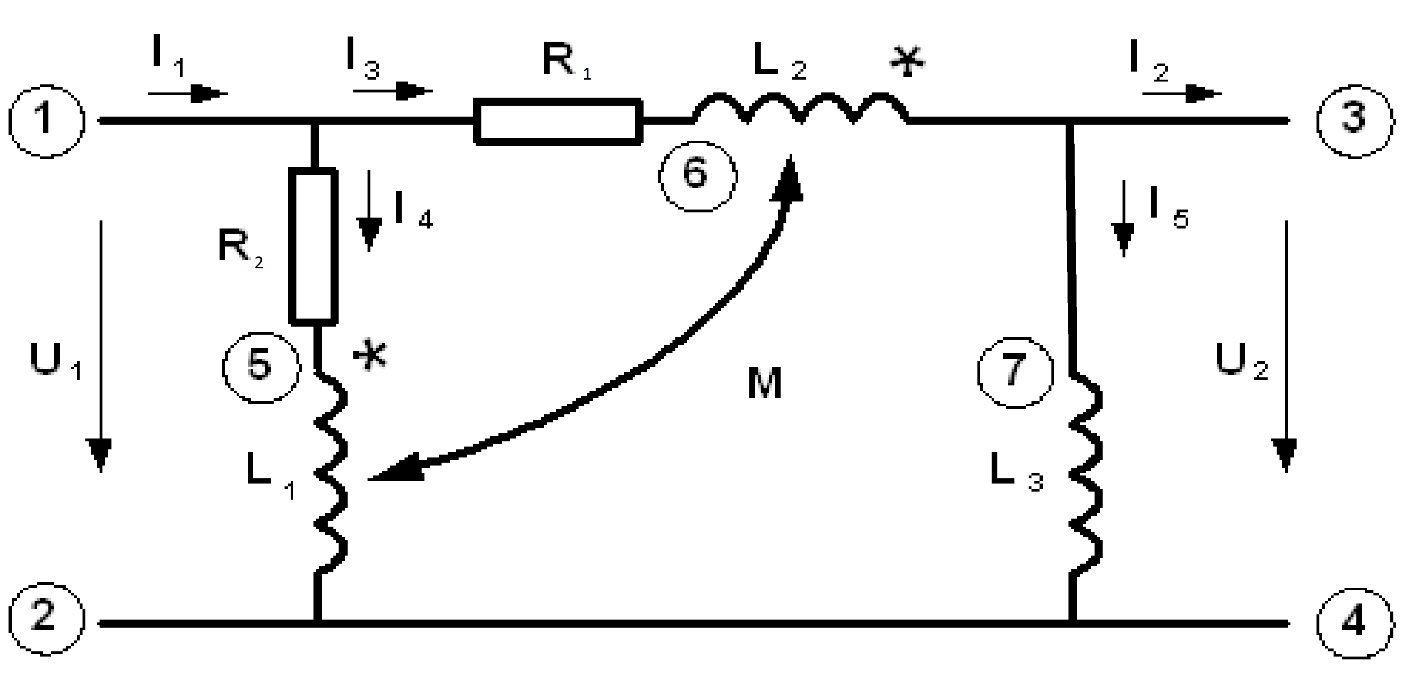 I₁ I₃ R₁ L₂ * I₂
1 3
6
I₄ I₅
R₂
5 * 7
U₁ M U₂
L₁ L₃
2 4